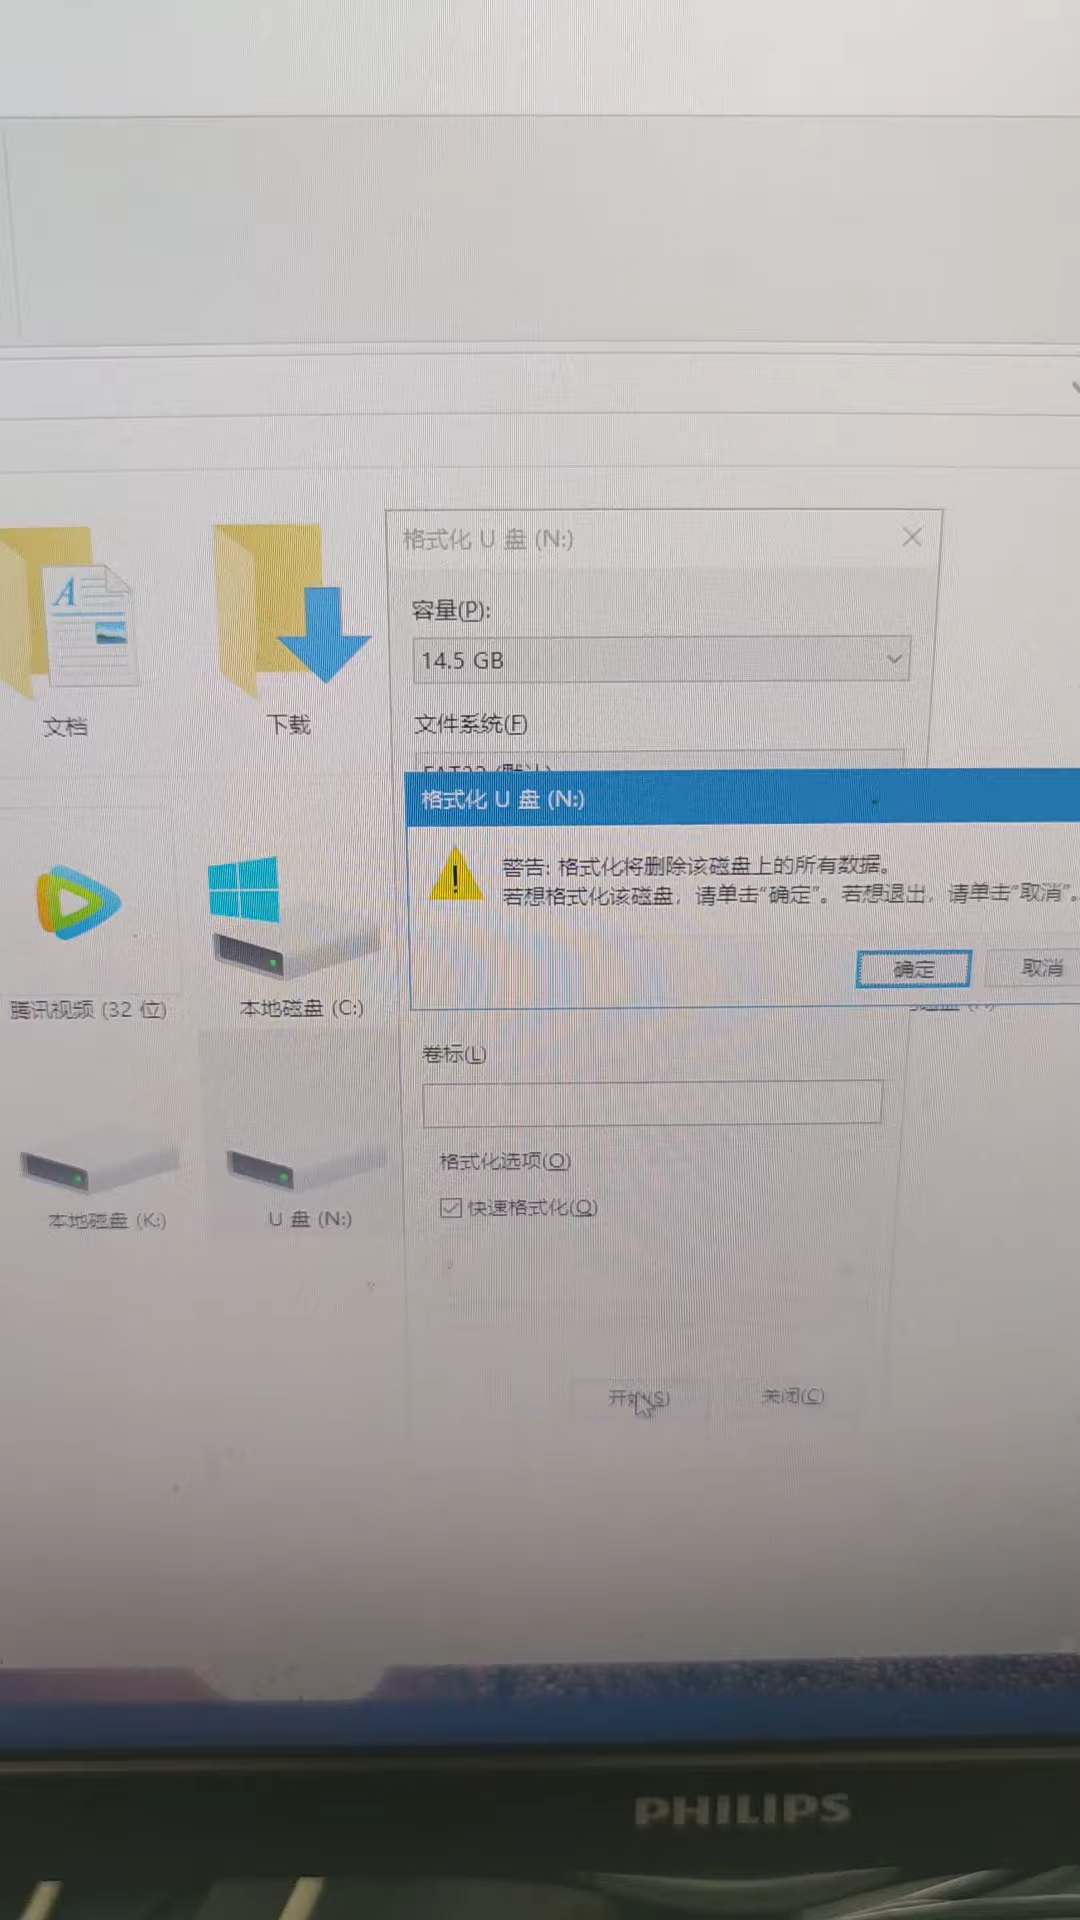 格式化 U 盘 (N:)
容量(P):
14.5 GB
文件系统(F)
文档
下载
格式化 U 盘 (N:)
警告: 格式化将删除该磁盘上的所有数据。
若想格式化该磁盘，请单击“确定”。若想退出，请单击“取消”。
确定
取消
腾讯视频 (32 位)
本地磁盘 (C:)
卷标(L)
格式化选项(O)
快速格式化(Q)
本地磁盘 (K:)
U 盘 (N:)
开始(S)
关闭(C)
PHILIPS